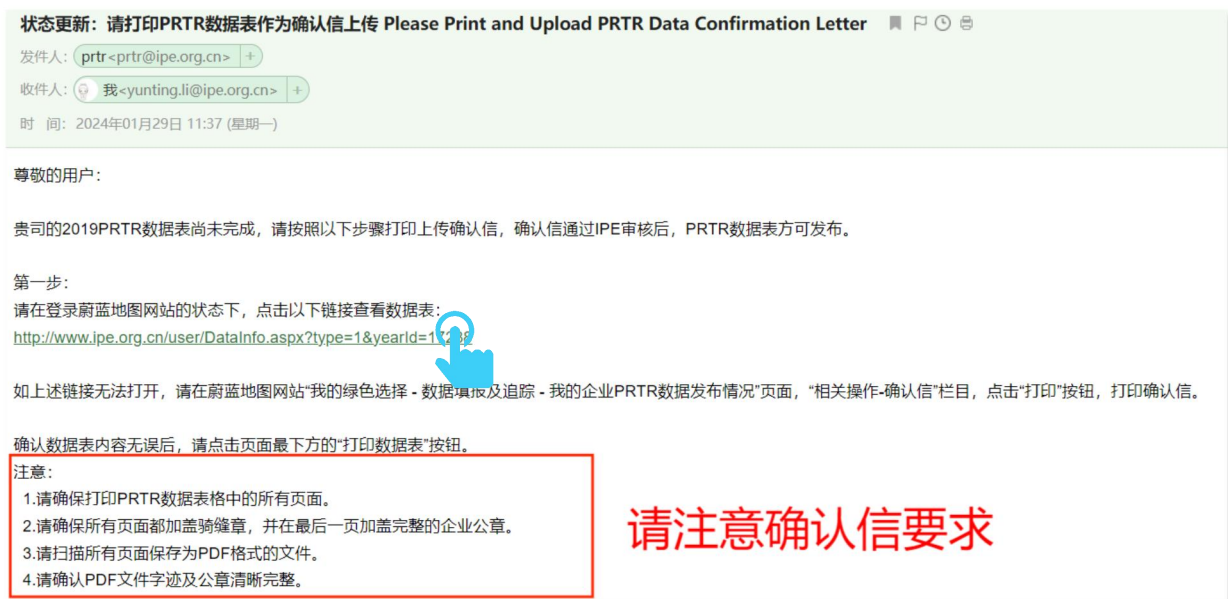 状态更新：请打印PRTR数据表作为确认信上传 Please Print and Upload PRTR Data Confirmation Letter
发件人： prtr<prtr@ipe.org.cn> +
收件人： 我<yunting.li@ipe.org.cn> +
时 间： 2024年01月29日 11:37 (星期一)
尊敬的用户：
贵司的2019PRTR数据表尚未完成，请按照以下步骤打印上传确认信，确认信通过IPE审核后，PRTR数据表方可发布。
第一步：
请在登录蔚蓝地图网站的状态下，点击以下链接查看数据表：
http://www.ipe.org.cn/user/DataInfo.aspx?type=1&yearId=
如上述链接无法打开，请在蔚蓝地图网站“我的绿色选择 - 数据填报及追踪 - 我的企业PRTR数据发布情况”页面，“相关操作-确认信”栏目，点击“打印”按钮，打印确认信。
确认数据表内容无误后，请点击页面最下方的“打印数据表”按钮。
注意：
1.请确保打印PRTR数据表格中的所有页面。
2.请确保所有页面都加盖骑缝章，并在最后一页加盖完整的企业公章。
3.请扫描所有页面保存为PDF格式的文件。
4.请确认PDF文件字迹及公章清晰完整。
请注意确认信要求